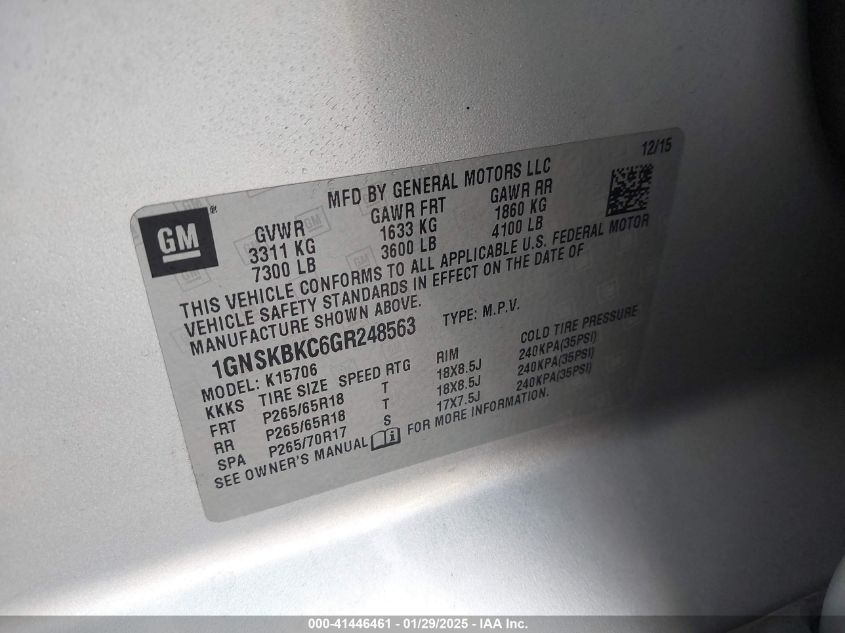 12/15
MFD BY GENERAL MOTORS LLC
GM®
GVWR GAWR FRT GAWR RR
3311 KG 1633 KG 1860 KG
7300 LB 3600 LB 4100 LB
THIS VEHICLE CONFORMS TO ALL APPLICABLE U.S. FEDERAL MOTOR
VEHICLE SAFETY STANDARDS IN EFFECT ON THE DATE OF
MANUFACTURE SHOWN ABOVE.
1GNSKBKC6GR248563 TYPE: M.P.V.
MODEL: K15706
KKKS TIRE SIZE SPEED RTG RIM COLD TIRE PRESSURE
FRT P265/65R18 T 18X8.5J 240KPA(35PSI)
RR P265/65R18 T 18X8.5J 240KPA(35PSI)
SPA P265/70R17 S 17X7.5J 240KPA(35PSI)
SEE OWNER'S MANUAL FOR MORE INFORMATION.
000-41446461 - 01/29/2025 - IAA Inc.